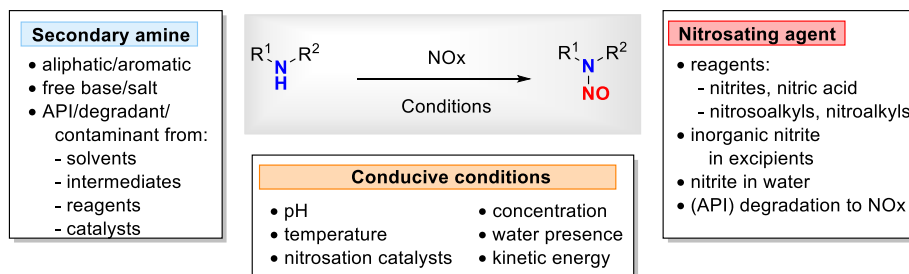 Secondary amine
• aliphatic/aromatic
• free base/salt
• API/degradant/
contaminant from:
- solvents
- intermediates
- reagents
- catalysts
R¹ R²
N
H
NOx
Conditions
R¹ R²
N
NO
Conducive conditions
• pH
• temperature
• nitrosation catalysts
• concentration
• water presence
• kinetic energy
Nitrosating agent
• reagents:
- nitrites, nitric acid
- nitrosoalkyls, nitroalkyls
• inorganic nitrite
in excipients
• nitrite in water
• (API) degradation to NOx